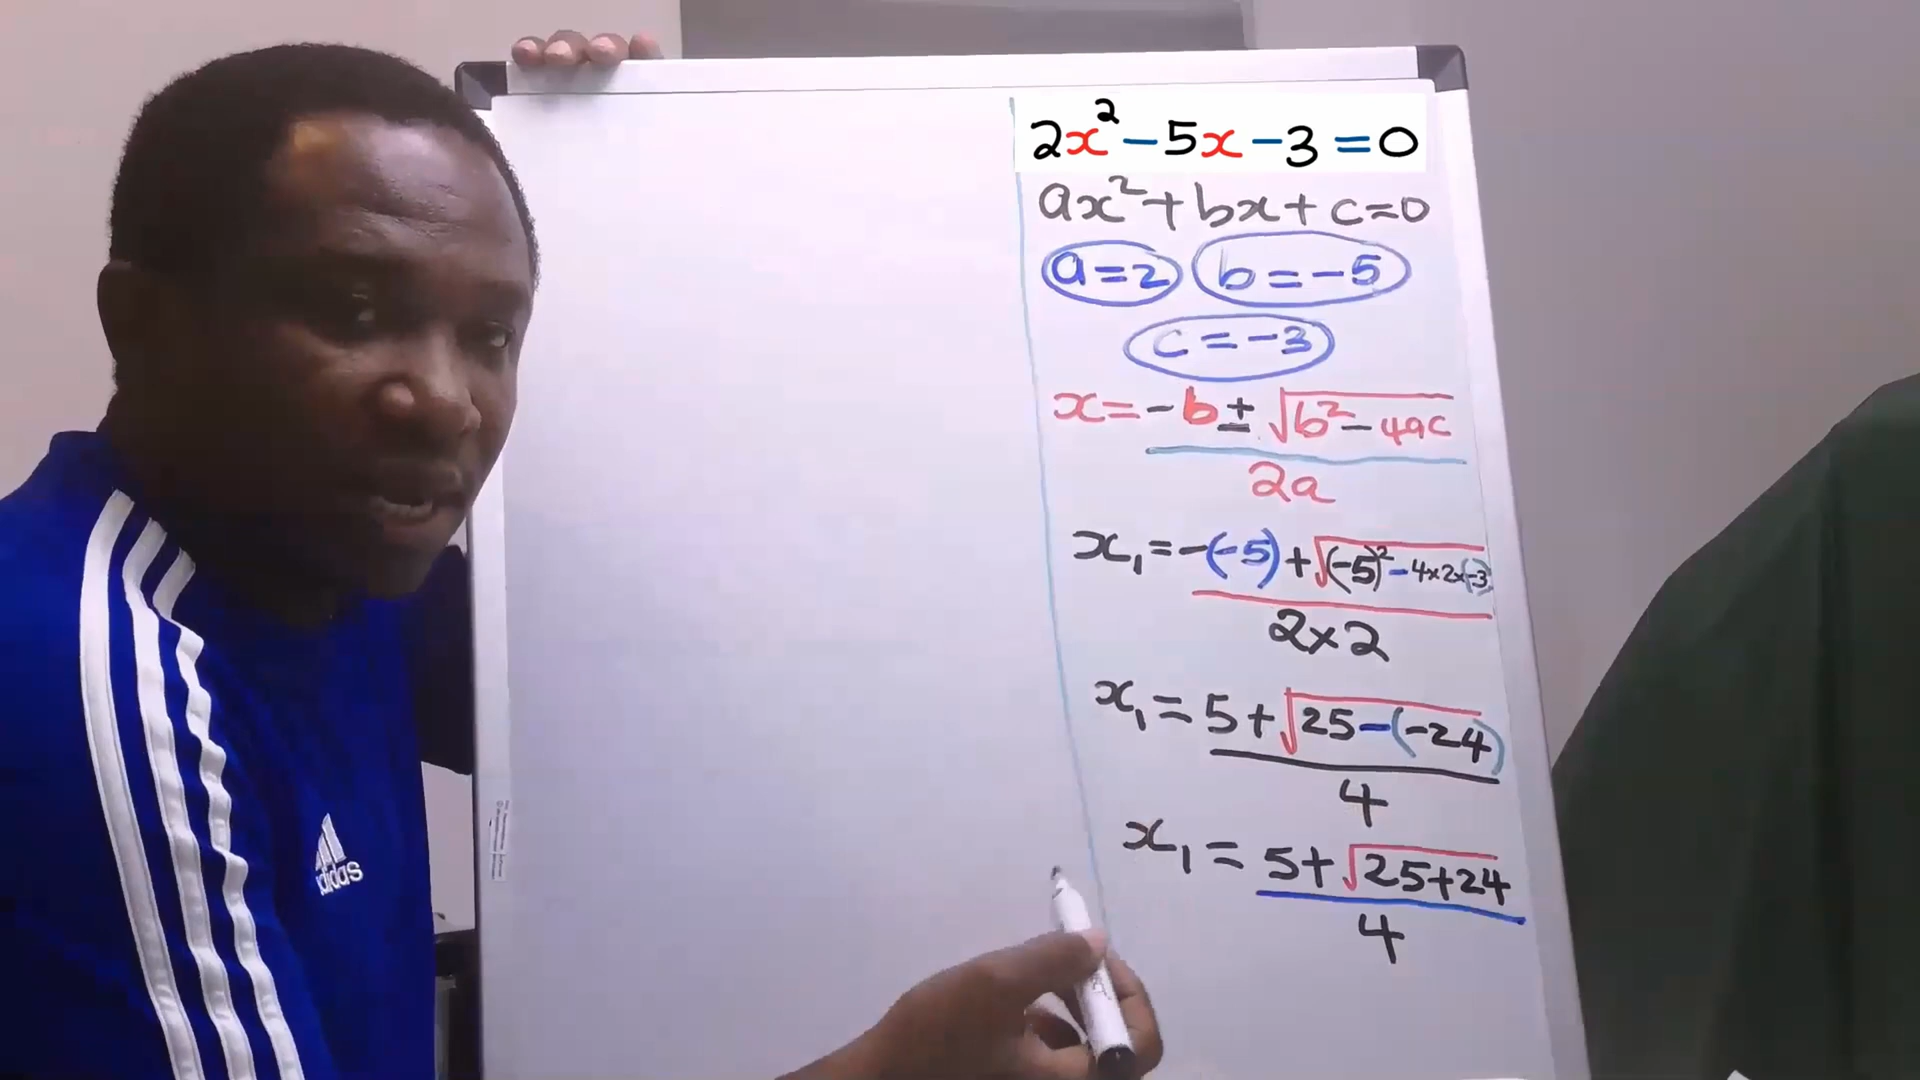 2x² - 5x - 3 = 0
ax² + bx + c = 0
a = 2 b = -5
c = -3
x = -b ± √b² - 4ac
2a
x₁ = -(-5) + √(-5)² - 4×2×(-3)
2×2
x₁ = 5 + √25 - (-24)
4
x₁ = 5 + √25 + 24
4
adidas